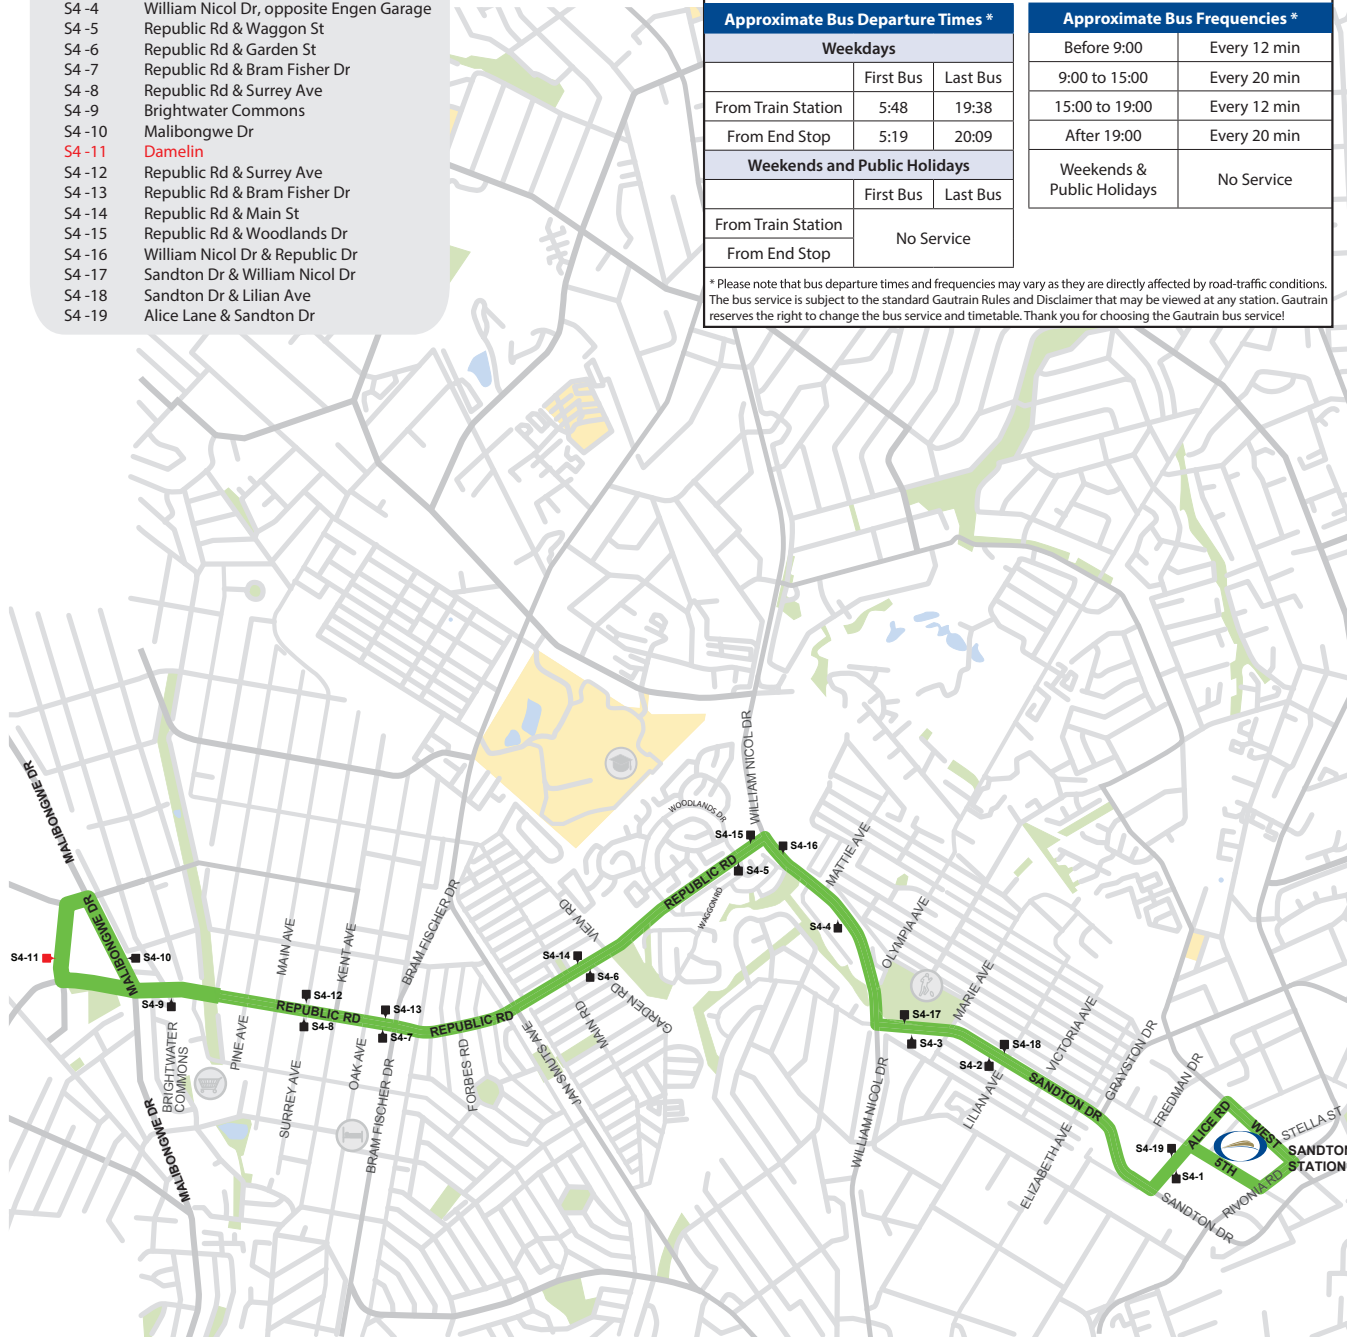 S4 -4 William Nicol Dr, opposite Engen Garage
S4 -5 Republic Rd & Waggon St
S4 -6 Republic Rd & Garden St
S4 -7 Republic Rd & Bram Fisher Dr
S4 -8 Republic Rd & Surrey Ave
S4 -9 Brightwater Commons
S4 -10 Malibongwe Dr
S4 -11 Damelin
S4 -12 Republic Rd & Surrey Ave
S4 -13 Republic Rd & Bram Fisher Dr
S4 -14 Republic Rd & Main St
S4 -15 Republic Rd & Woodlands Dr
S4 -16 William Nicol Dr & Republic Dr
S4 -17 Sandton Dr & William Nicol Dr
S4 -18 Sandton Dr & Lilian Ave
S4 -19 Alice Lane & Sandton Dr
Approximate Bus Departure Times *
Weekdays
First Bus Last Bus
From Train Station 5:48 19:38
From End Stop 5:19 20:09
Weekends and Public Holidays
First Bus Last Bus
From Train Station
No Service
From End Stop
Approximate Bus Frequencies *
Before 9:00 Every 12 min
9:00 to 15:00 Every 20 min
15:00 to 19:00 Every 12 min
After 19:00 Every 20 min
Weekends &
Public Holidays
No Service
* Please note that bus departure times and frequencies may vary as they are directly affected by road-traffic conditions.
The bus service is subject to the standard Gautrain Rules and Disclaimer that may be viewed at any station. Gautrain
reserves the right to change the bus service and timetable. Thank you for choosing the Gautrain bus service!
MALIBONGWE DR
WILLIAM NICOL DR
WOODLANDS DR
S4-15
S4-16
S4-5
REPUBLIC RD
MATTIE AVE
WAGGON RD
S4-4
OLYMPIA AVE
MALIBONGWE DR
S4-11
S4-10
S4-9
MAIN AVE
KENT AVE
BRAM FISCHER DR
VIEW RD
S4-14
S4-6
GARDEN RD
MAIN RD
S4-12
S4-13
REPUBLIC RD
S4-8
S4-7
REPUBLIC RD
MARIE AVE
S4-17
S4-3
S4-18
S4-2
VICTORIA AVE
GRAYSTON DR
FREDMAN DR
BRIGHTWATER
COMMONS
PINE AVE
SURREY AVE
OAK AVE
BRAM FISCHER DR
FORBES RD
JAN SMUTS AVE
WILLIAM NICOL DR
LILIAN AVE
SANDTON DR
ELIZABETH AVE
MALIBONGWE DR
ALICE RD
WEST
STELLA ST
SANDTON
STATION
5TH
S4-19
S4-1
RIVONIA RD
SANDTON DR